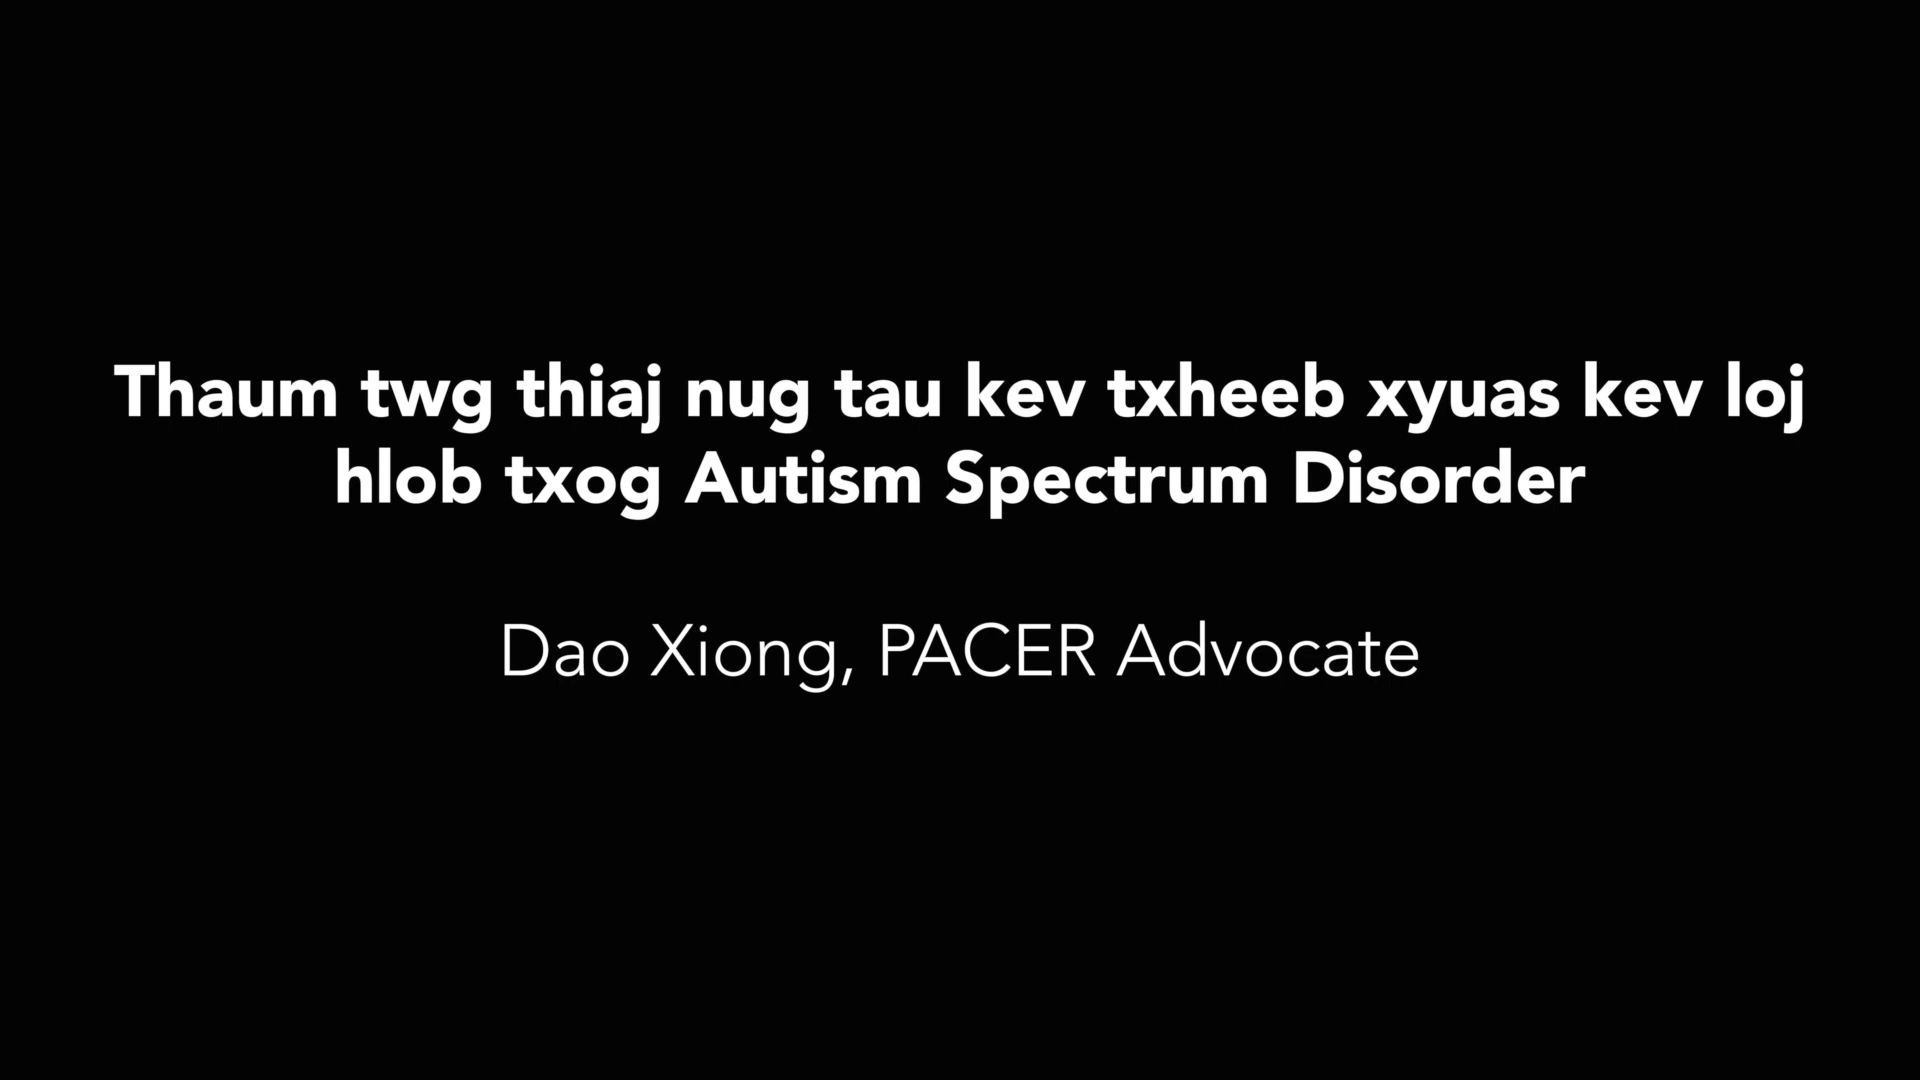 Thaum twg thiaj nug tau kev txheeb xyuas kev loj
hlob txog Autism Spectrum Disorder
Dao Xiong, PACER Advocate